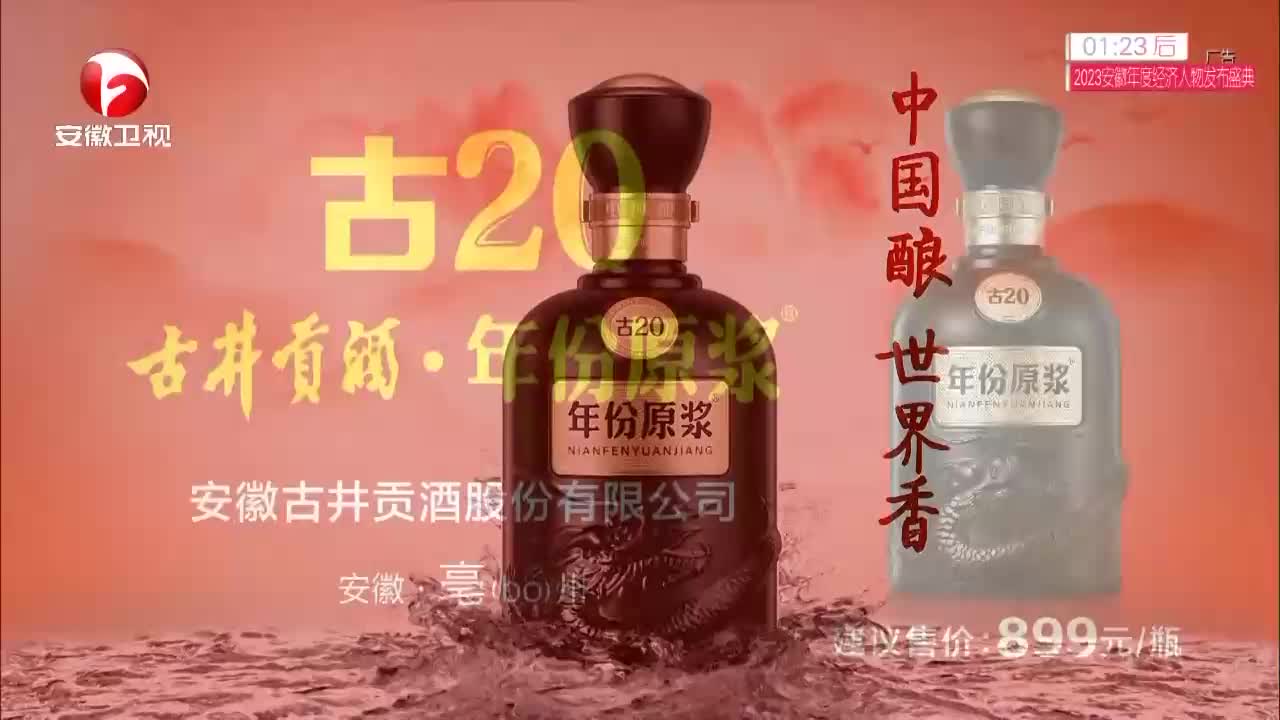 安徽卫视
01:23后
广告
2023安徽年度经济人物发布盛典
古20
古井贡酒·年份原浆®
安徽古井贡酒股份有限公司
安徽·亳(bó)州
古20
年份原浆®
NIANFENYUANJIANG
中国酿 世界香
古20
年份原浆®
NIANFENYUANJIANG
建议售价:899元/瓶